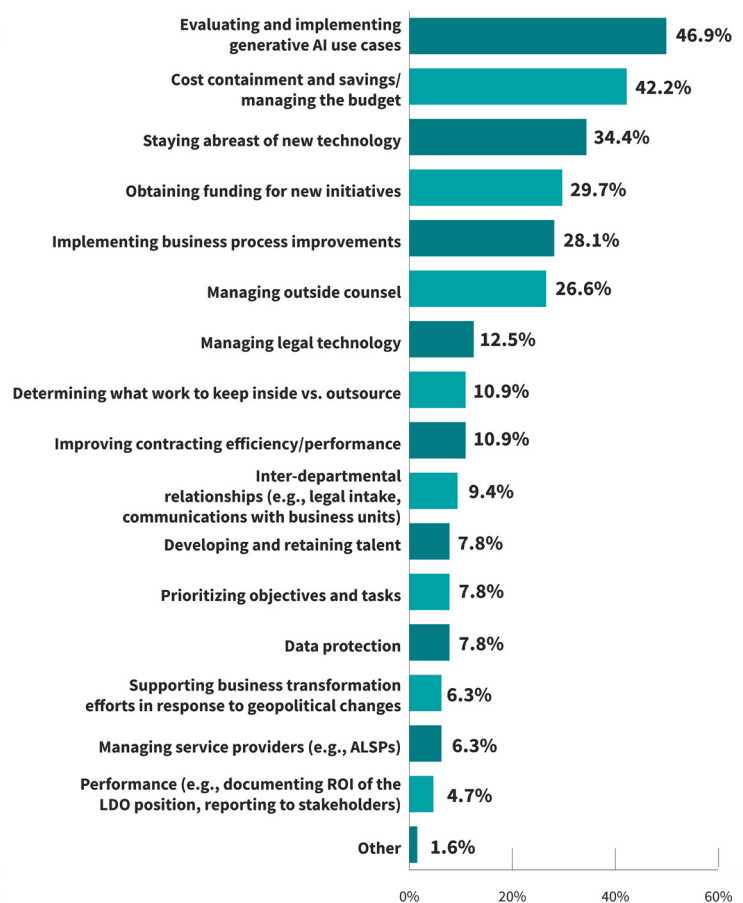 Evaluating and implementing
generative AI use cases
46.9%
Cost containment and savings/
managing the budget
42.2%
Staying abreast of new technology
34.4%
Obtaining funding for new initiatives
29.7%
Implementing business process improvements
28.1%
Managing outside counsel
26.6%
Managing legal technology
12.5%
Determining what work to keep inside vs. outsource
10.9%
Improving contracting efficiency/performance
10.9%
Inter-departmental
relationships (e.g., legal intake,
communications with business units)
9.4%
Developing and retaining talent
7.8%
Prioritizing objectives and tasks
7.8%
Data protection
7.8%
Supporting business transformation
efforts in response to geopolitical changes
6.3%
Managing service providers (e.g., ALSPs)
6.3%
Performance (e.g., documenting ROI of the
LDO position, reporting to stakeholders)
4.7%
Other
1.6%
0% 20% 40% 60%